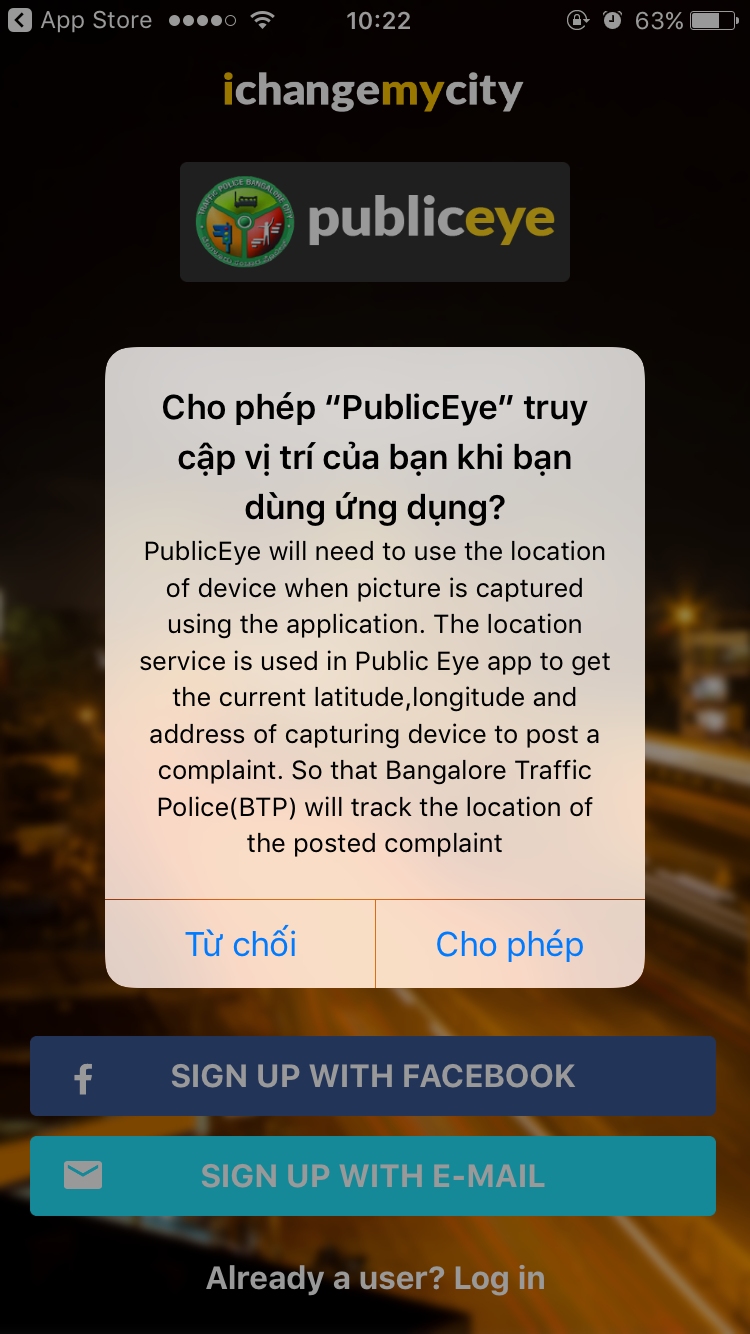 App Store 10:22 63%
ichangemycity
TRAFFIC POLICE BANGALORE CITY
publiceye
Cho phép “PublicEye” truy
cập vị trí của bạn khi bạn
dùng ứng dụng?
PublicEye will need to use the location
of device when picture is captured
using the application. The location
service is used in Public Eye app to get
the current latitude,longitude and
address of capturing device to post a
complaint. So that Bangalore Traffic
Police(BTP) will track the location of
the posted complaint
Từ chối Cho phép
f SIGN UP WITH FACEBOOK
SIGN UP WITH E-MAIL
Already a user? Log in